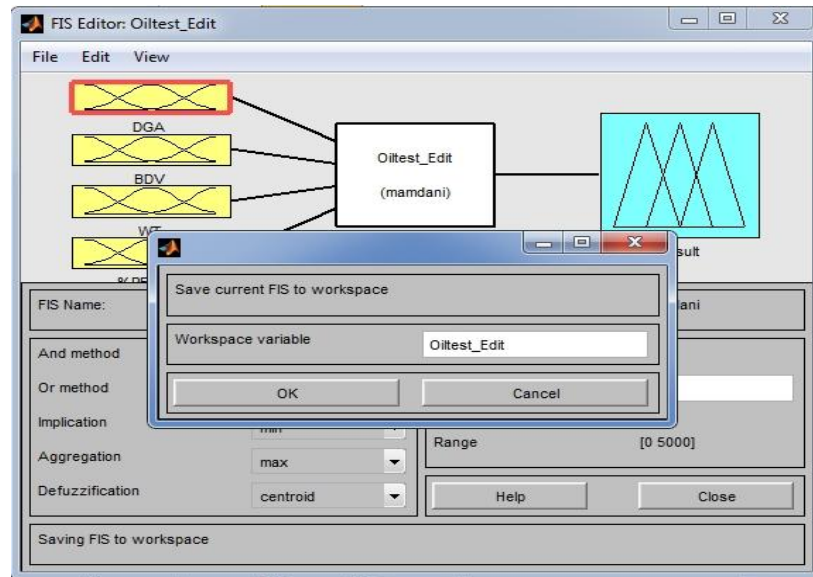 FIS Editor: Oiltest_Edit
File Edit View
DGA
BDV
Oiltest_Edit
(mamdani)
Save current FIS to workspace
Workspace variable Oiltest_Edit
OK Cancel
FIS Name:
And method
Or method
Implication min
Aggregation max
Defuzzification centroid
Range [0 5000]
Help Close
Saving FIS to workspace